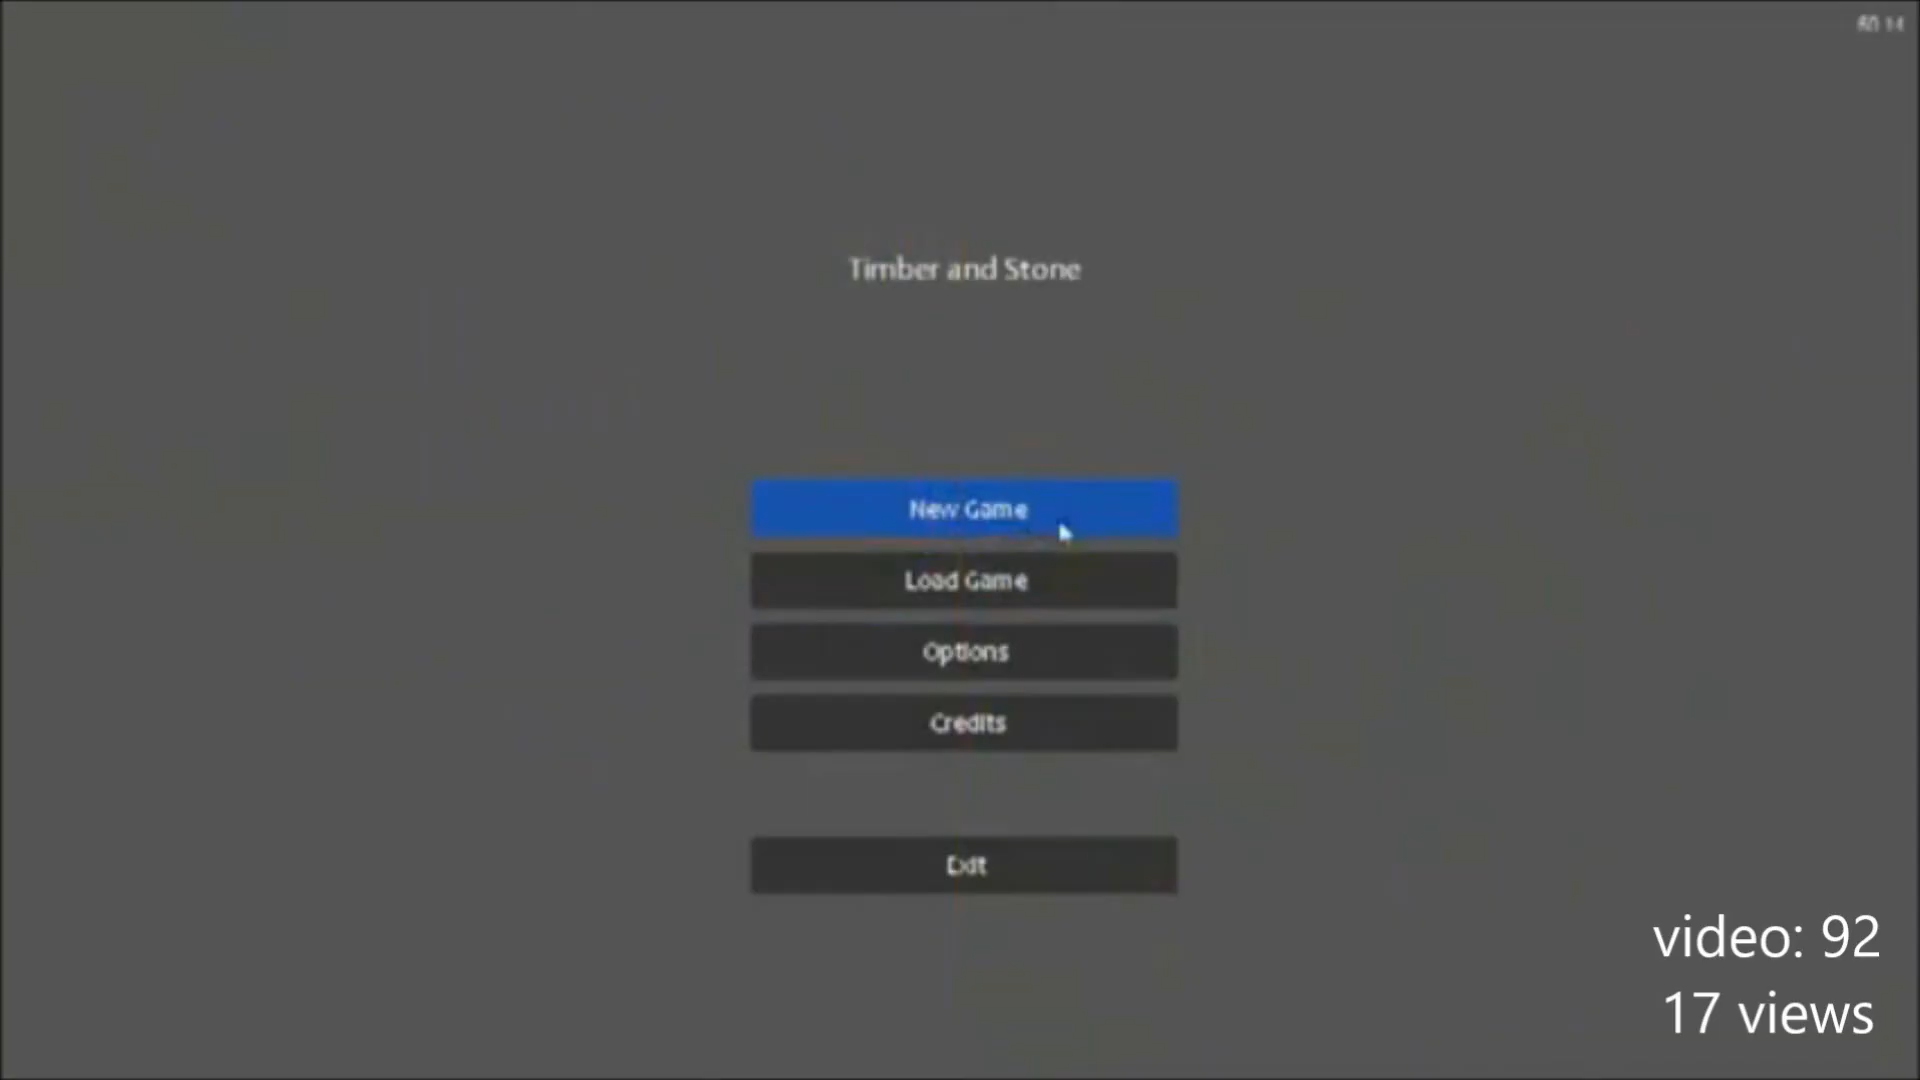 Timber and Stone
New Game
Load Game
Options
Credits
Exit
video: 92
17 views